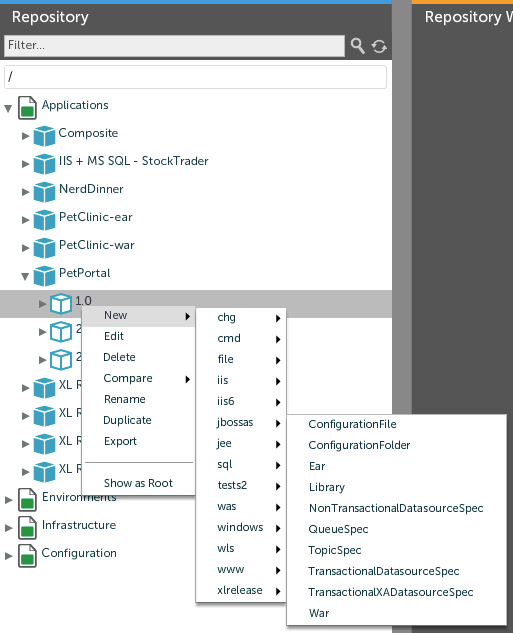 Repository
Repository W
Filter...
/
Applications
Composite
IIS + MS SQL - StockTrader
NerdDinner
PetClinic-ear
PetClinic-war
PetPortal
1.0
2
2
XL R
XL R
XL R
XL R
Environments
Infrastructure
Configuration
New
Edit
Delete
Compare
Rename
Duplicate
Export
Show as Root
chg
cmd
file
iis
iis6
jbossas
jee
sql
tests2
was
windows
wls
www
xlrelease
ConfigurationFile
ConfigurationFolder
Ear
Library
NonTransactionalDatasourceSpec
QueueSpec
TopicSpec
TransactionalDatasourceSpec
TransactionalXADatasourceSpec
War